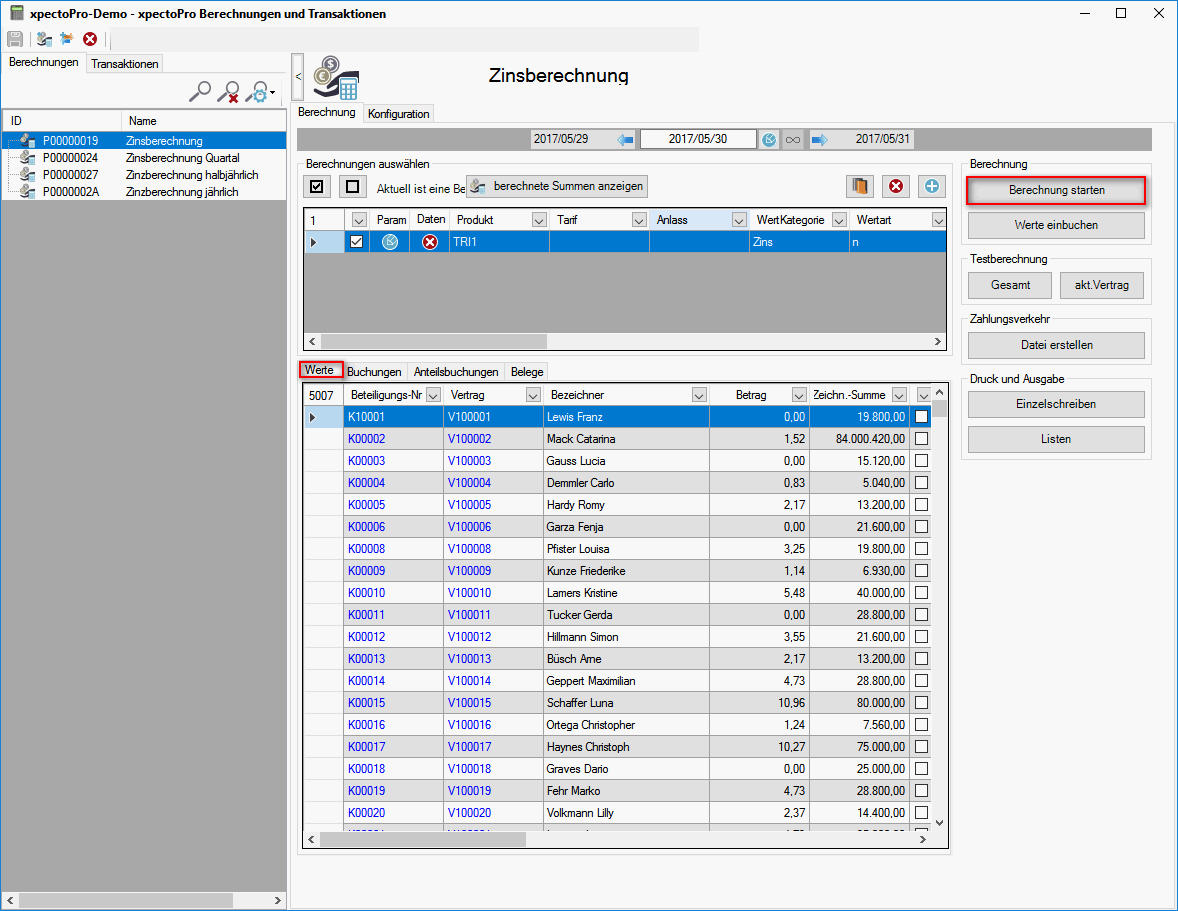 xpectoPro-Demo - xpectoPro Berechnungen und Transaktionen
Berechnungen Transaktionen
ID Name
P00000019 Zinsberechnung
P00000024 Zinsberechnung Quartal
P00000027 Zinzberechnung halbjährlich
P0000002A Zinzberechnung jährlich
<
Zinsberechnung
Berechnung Konfiguration
2017/05/29 2017/05/30 2017/05/31
Berechnungen auswählen
Aktuell ist eine Be berechnete Summen anzeigen
1 Param Daten Produkt Tarif Anlass WertKategorie Wertart
TRI1 Zins n
Werte Buchungen Anteilsbuchungen Belege
5007 Beteiligungs-Nr Vertrag Bezeichner Betrag Zeichn.-Summe
K10001 V100001 Lewis Franz 0,00 19.800,00
K00002 V100002 Mack Catarina 1,52 84.000.420,00
K00003 V100003 Gauss Lucia 0,00 15.120,00
K00004 V100004 Demmler Carlo 0,83 5.040,00
K00005 V100005 Hardy Romy 2,17 13.200,00
K00006 V100006 Garza Fenja 0,00 21.600,00
K00008 V100008 Pfister Louisa 3,25 19.800,00
K00009 V100009 Kunze Friederike 1,14 6.930,00
K00010 V100010 Lamers Kristine 5,48 40.000,00
K00011 V100011 Tucker Gerda 0,00 28.800,00
K00012 V100012 Hillmann Simon 3,55 21.600,00
K00013 V100013 Büsch Arne 2,17 13.200,00
K00014 V100014 Geppert Maximilian 4,73 28.800,00
K00015 V100015 Schaffer Luna 10,96 80.000,00
K00016 V100016 Ortega Christopher 1,24 7.560,00
K00017 V100017 Haynes Christoph 10,27 75.000,00
K00018 V100018 Graves Dario 0,00 25.000,00
K00019 V100019 Fehr Marko 4,73 28.800,00
K00020 V100020 Volkmann Lilly 2,37 14.400,00
Berechnung
Berechnung starten
Werte einbuchen
Testberechnung
Gesamt akt.Vertrag
Zahlungsverkehr
Datei erstellen
Druck und Ausgabe
Einzelschreiben
Listen